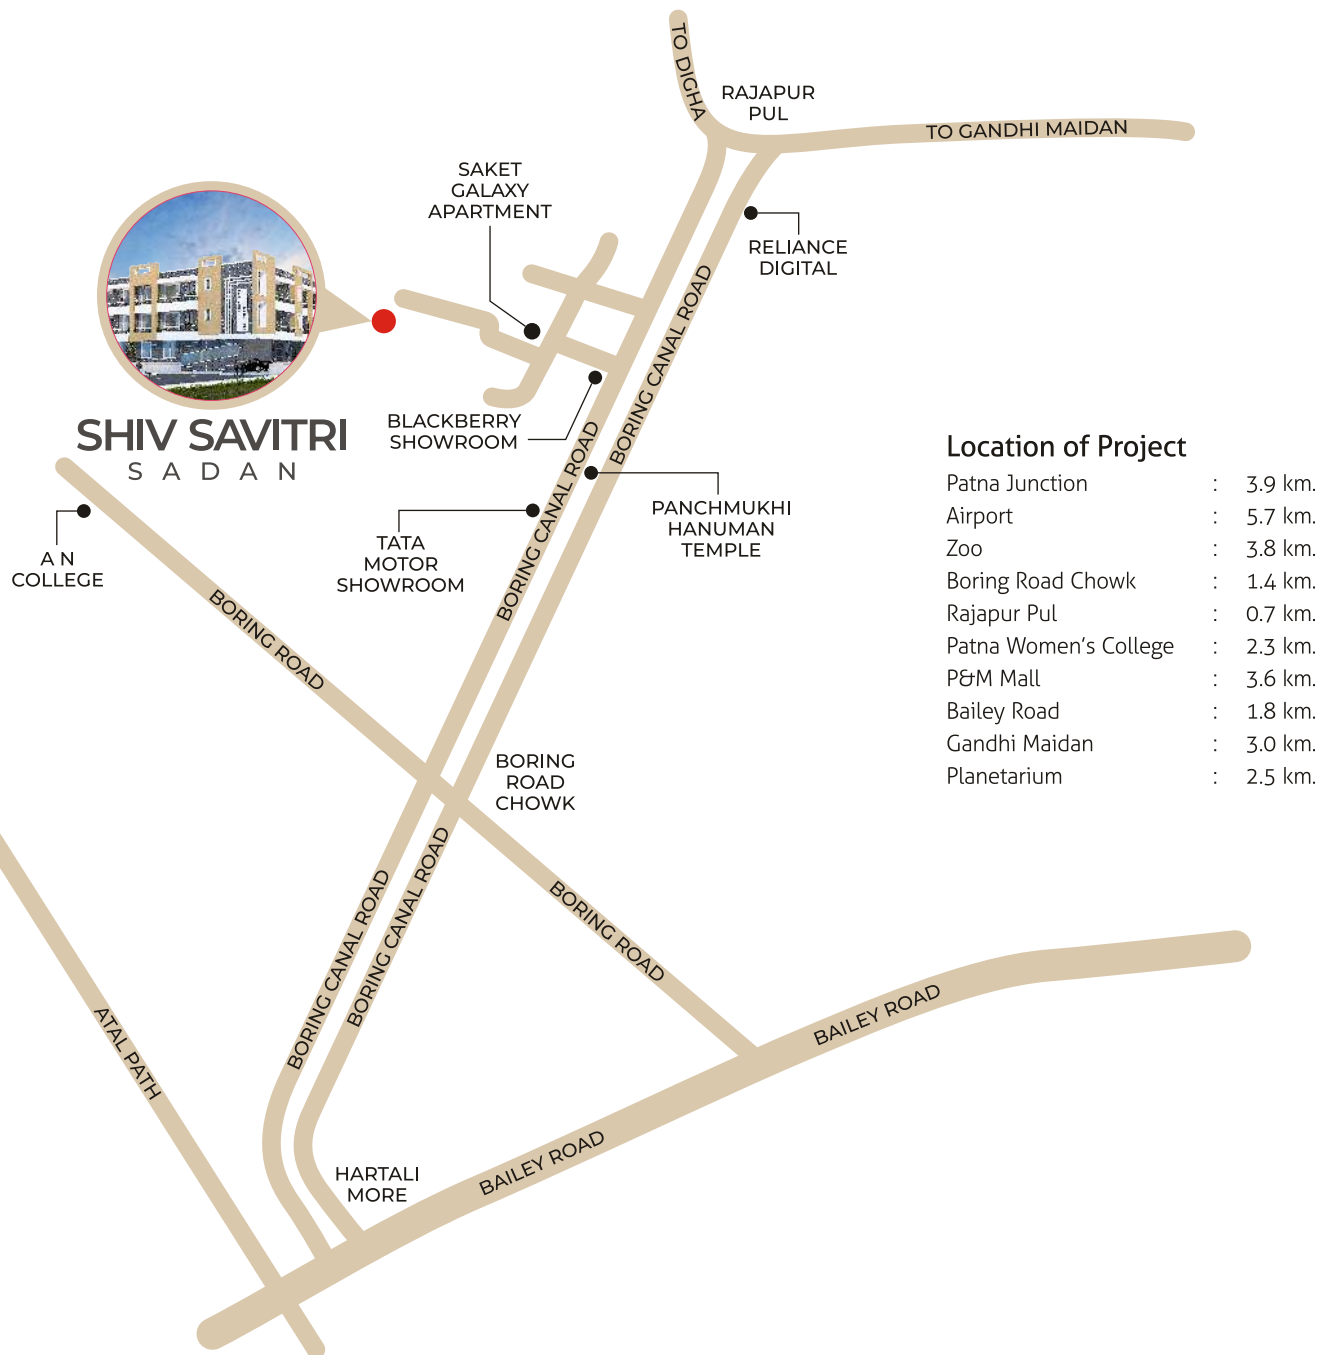 TO DIGHA
RAJAPUR
PUL
TO GANDHI MAIDAN
SAKET
GALAXY
APARTMENT
RELIANCE
DIGITAL
BORING CANAL ROAD
SHIV SAVITRI
SADAN
BLACKBERRY
SHOWROOM
BORING CANAL ROAD
PANCHMUKHI
HANUMAN
TEMPLE
TATA
MOTOR
SHOWROOM
A N
COLLEGE
BORING ROAD
Location of Project
Patna Junction : 3.9 km.
Airport : 5.7 km.
Zoo : 3.8 km.
Boring Road Chowk : 1.4 km.
Rajapur Pul : 0.7 km.
Patna Women's College : 2.3 km.
P&M Mall : 3.6 km.
Bailey Road : 1.8 km.
Gandhi Maidan : 3.0 km.
Planetarium : 2.5 km.
BORING
ROAD
CHOWK
BORING CANAL ROAD
BORING CANAL ROAD
BORING ROAD
ATAL PATH
BAILEY ROAD
BAILEY ROAD
HARTALI
MORE